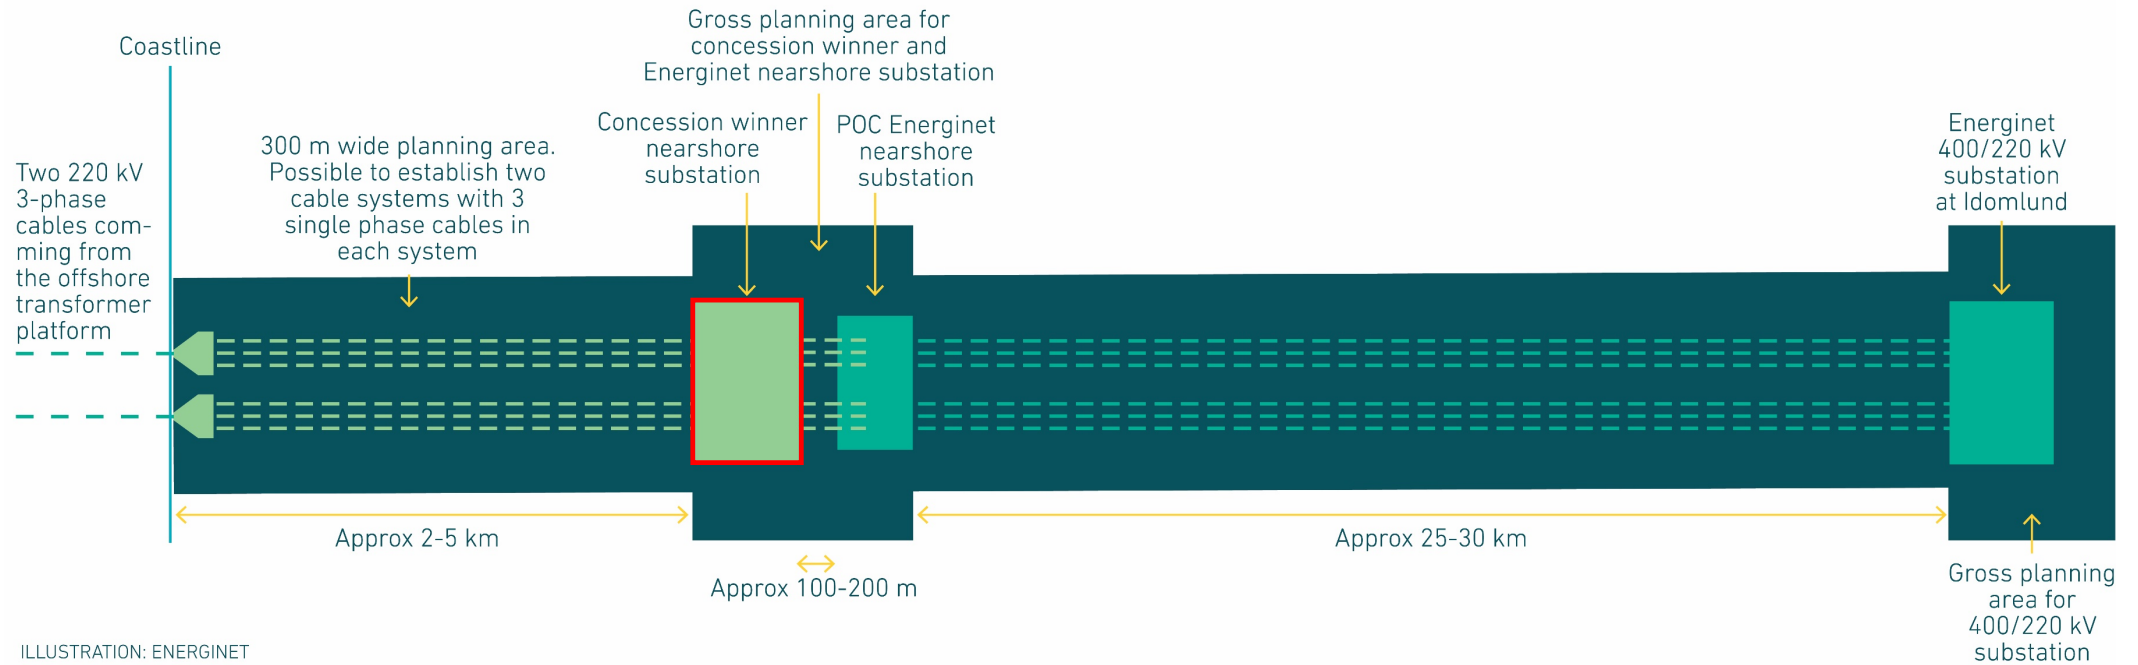 Coastline
Two 220 kV
3-phase
cables com-
ming from
the offshore
transformer
platform
300 m wide planning area.
Possible to establish two
cable systems with 3
single phase cables in
each system
Gross planning area for
concession winner and
Energinet nearshore substation
Concession winner
nearshore
substation
POC Energinet
nearshore
substation
Energinet
400/220 kV
substation
at Idomlund
Approx 2-5 km
Approx 100-200 m
Approx 25-30 km
Gross planning
area for
400/220 kV
substation
ILLUSTRATION: ENERGINET